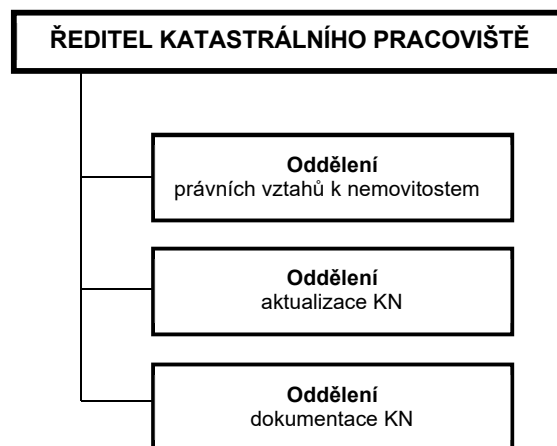 ŘEDITEL KATASTRÁLNÍHO PRACOVIŠTĚ
Oddělení
právních vztahů k nemovitostem
Oddělení
aktualizace KN
Oddělení
dokumentace KN